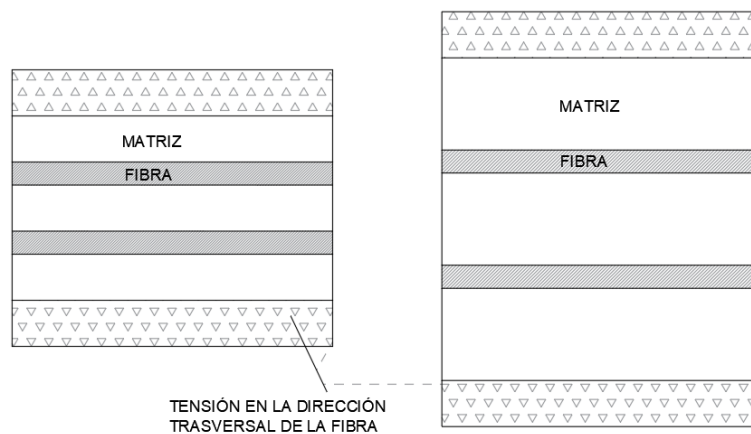 MATRIZ
FIBRA
TENSIÓN EN LA DIRECCIÓN
TRASVERSAL DE LA FIBRA
MATRIZ
FIBRA